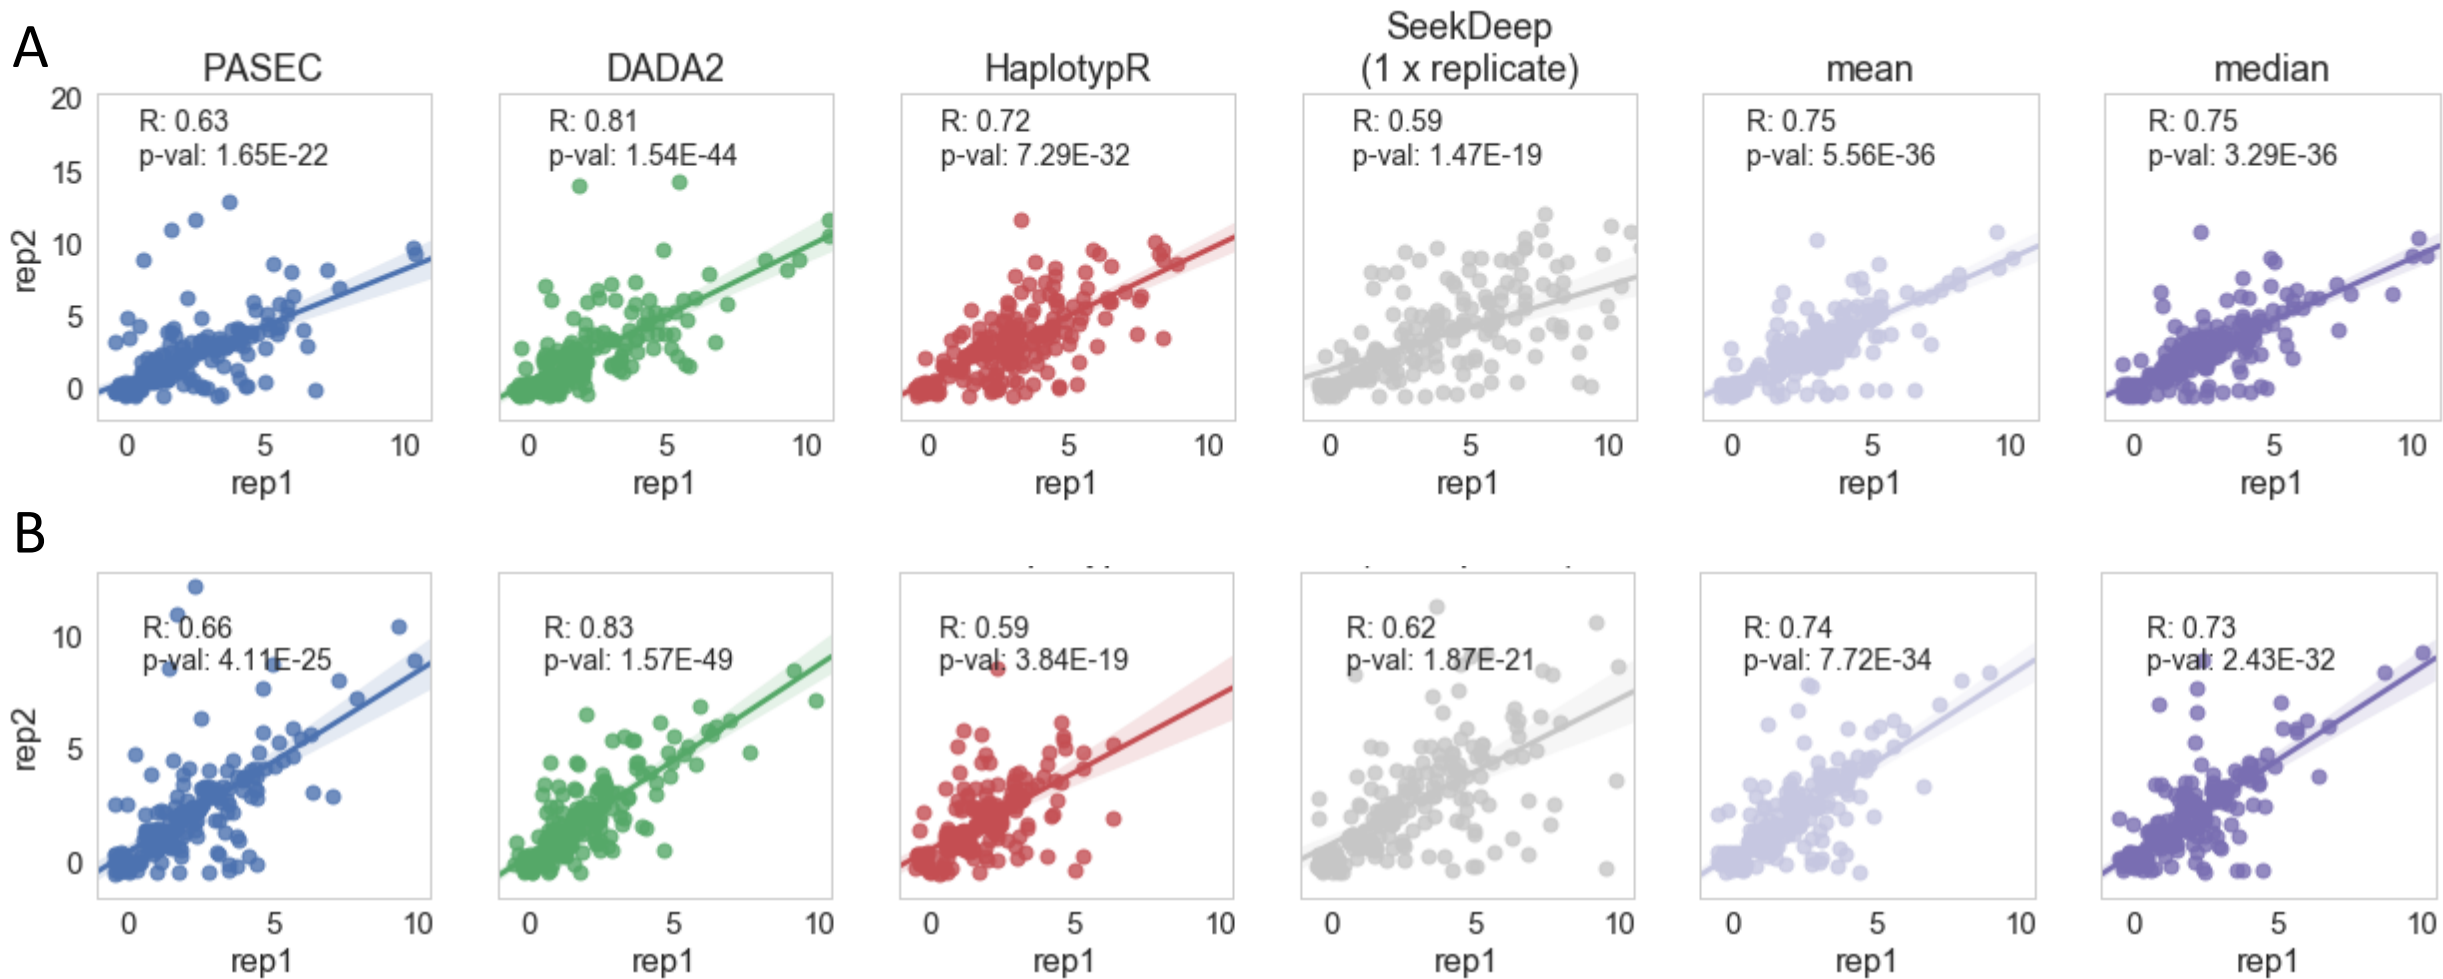 A
PASEC
DADA2
HaplotypR
SeekDeep
(1 x replicate)
mean
median
20
15
10
5
0
rep2
R: 0.63
p-val: 1.65E-22
R: 0.81
p-val: 1.54E-44
R: 0.72
p-val: 7.29E-32
R: 0.59
p-val: 1.47E-19
R: 0.75
p-val: 5.56E-36
R: 0.75
p-val: 3.29E-36
0 5 10
0 5 10
0 5 10
0 5 10
0 5 10
0 5 10
rep1
rep1
rep1
rep1
rep1
rep1
B
10
5
0
rep2
R: 0.66
p-val: 4.11E-25
R: 0.83
p-val: 1.57E-49
R: 0.59
p-val: 3.84E-19
R: 0.62
p-val: 1.87E-21
R: 0.74
p-val: 7.72E-34
R: 0.73
p-val: 2.43E-32
0 5 10
0 5 10
0 5 10
0 5 10
0 5 10
0 5 10
rep1
rep1
rep1
rep1
rep1
rep1